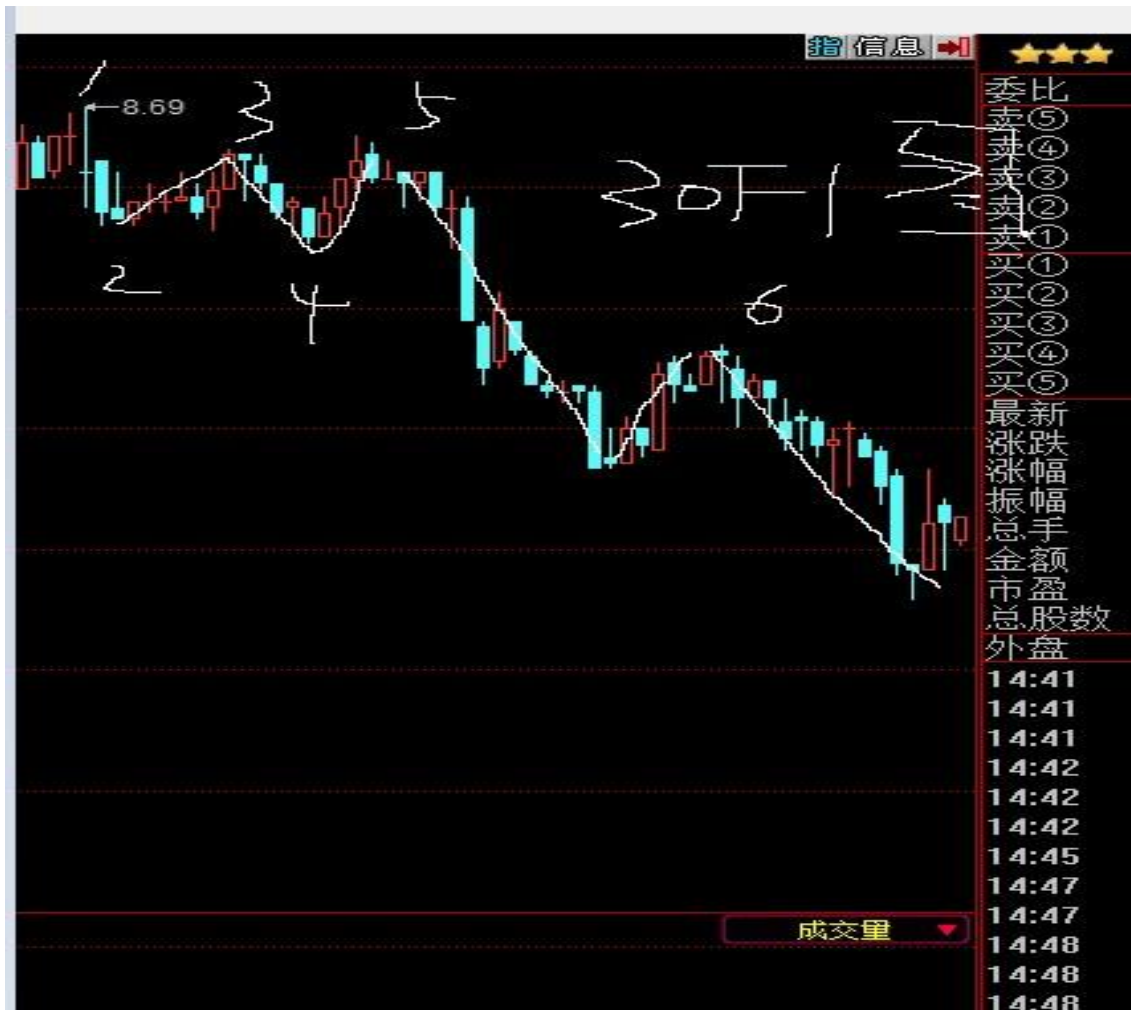 指 信息
1
8.69
3
5
2
4
6
委比
卖⑤
卖④
卖③
卖②
卖①
买①
买②
买③
买④
买⑤
最新
涨跌
涨幅
振幅
总手
金额
市盈
总股数
外盘
14:41
14:41
14:41
14:42
14:42
14:42
14:45
14:47
14:47
14:48
14:48
14:48
成交量